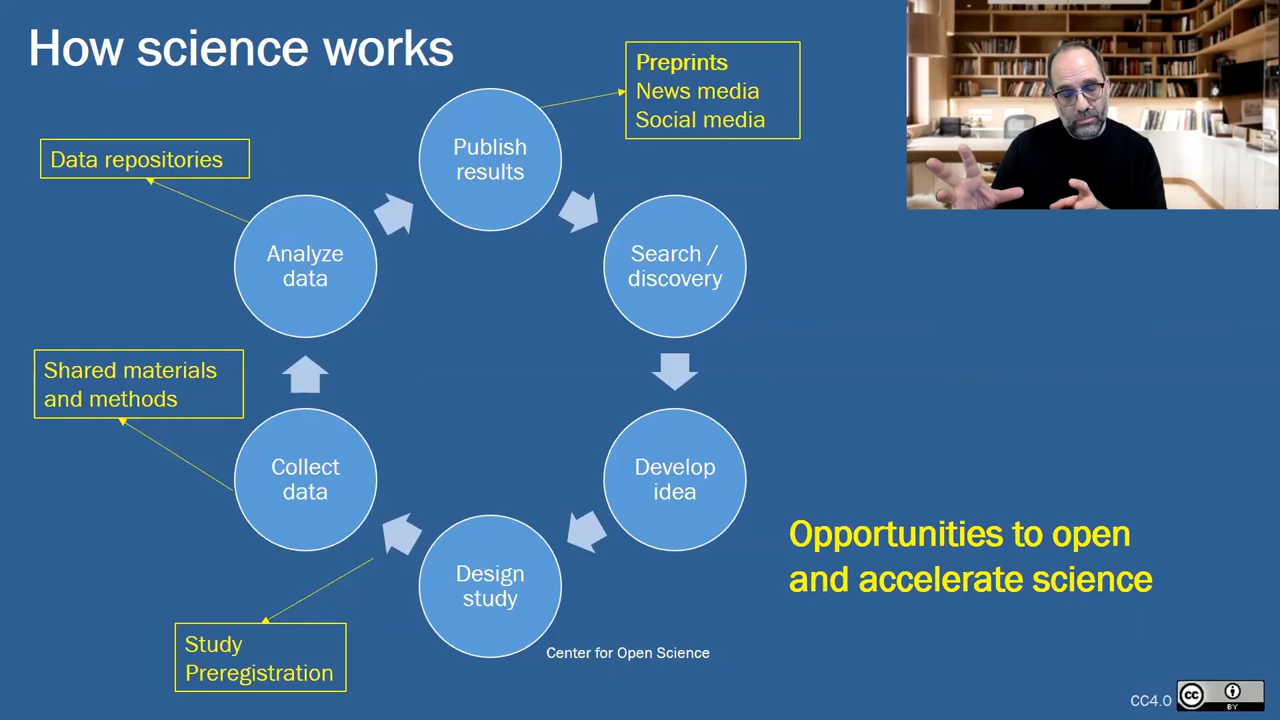 How science works
Preprints
News media
Social media
Publish
results
Data repositories
Analyze
data
Search /
discovery
Shared materials
and methods
Collect
data
Develop
idea
Opportunities to open
and accelerate science
Design
study
Study
Preregistration
Center for Open Science
CC4.0
cc
BY